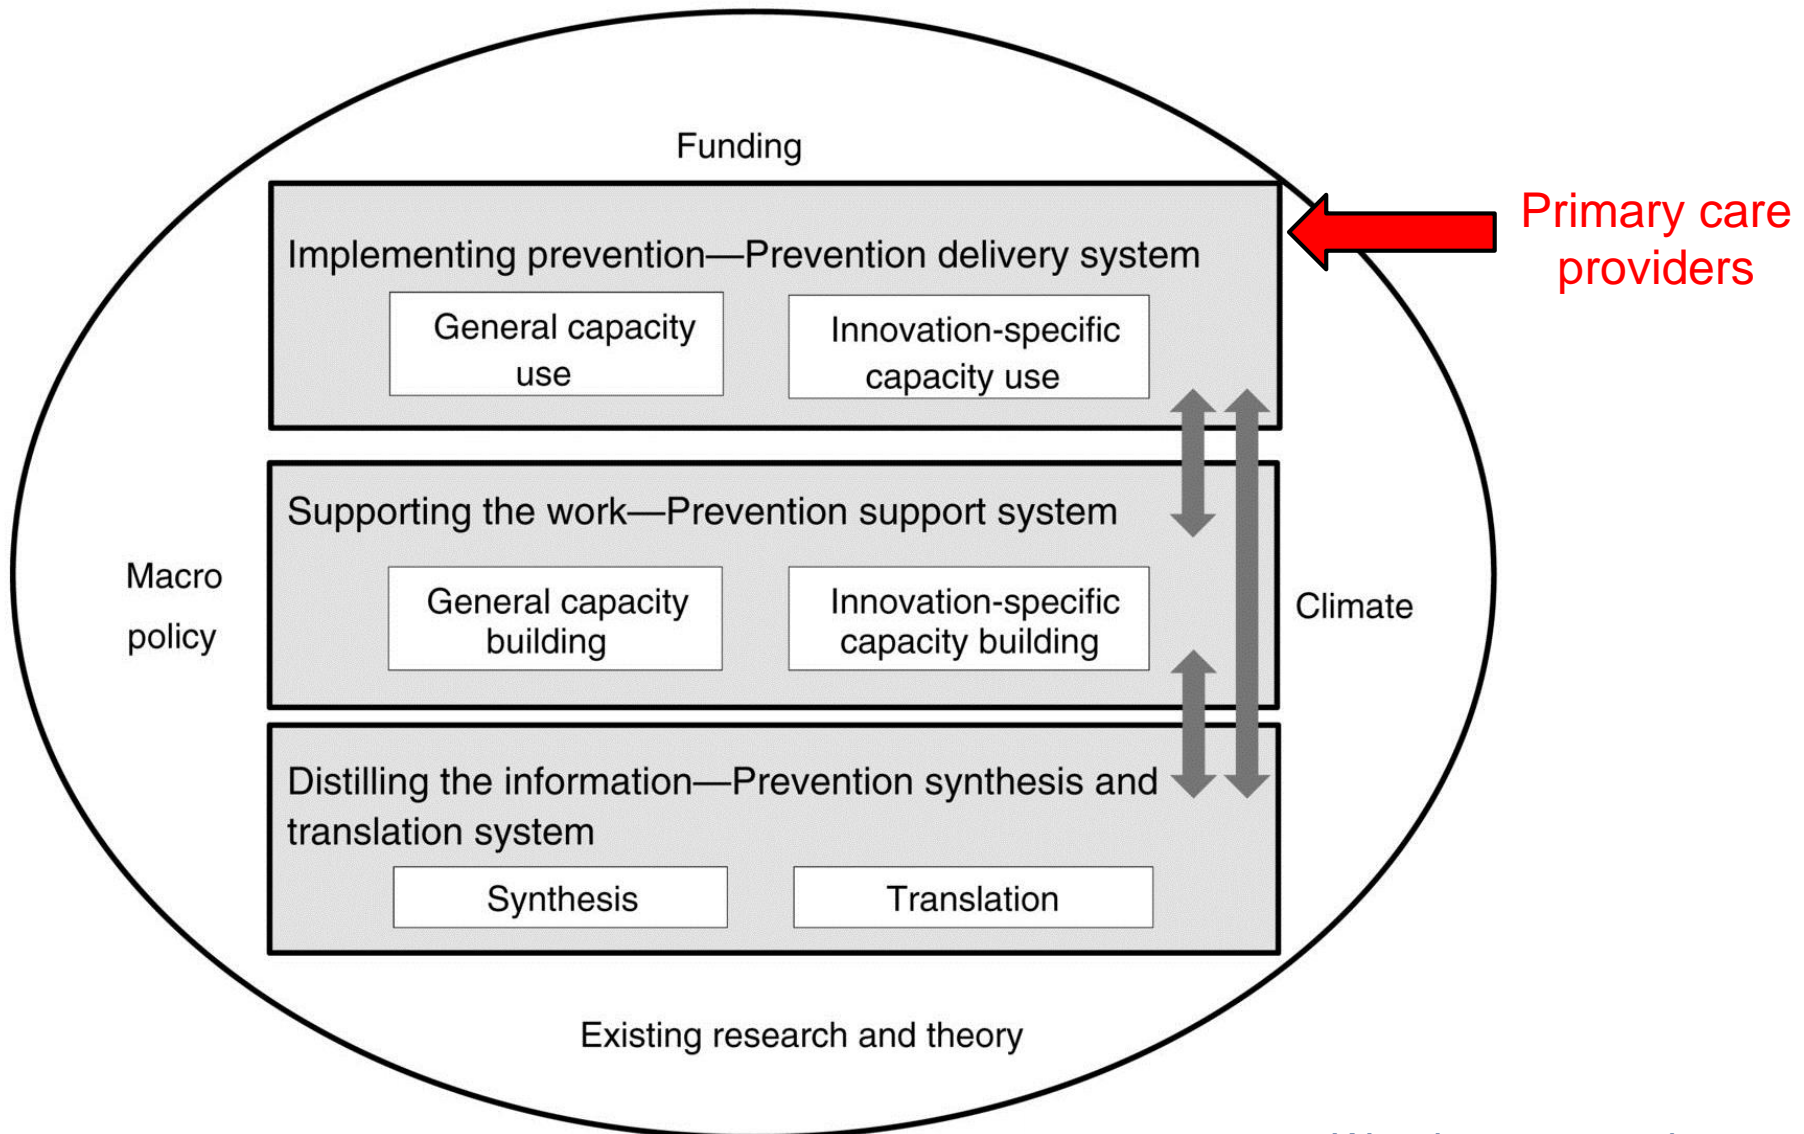 Funding
Primary care
providers
Implementing prevention—Prevention delivery system
General capacity
use
Innovation-specific
capacity use
Supporting the work—Prevention support system
Macro
policy
General capacity
building
Innovation-specific
capacity building
Climate
Distilling the information—Prevention synthesis and
translation system
Synthesis
Translation
Existing research and theory